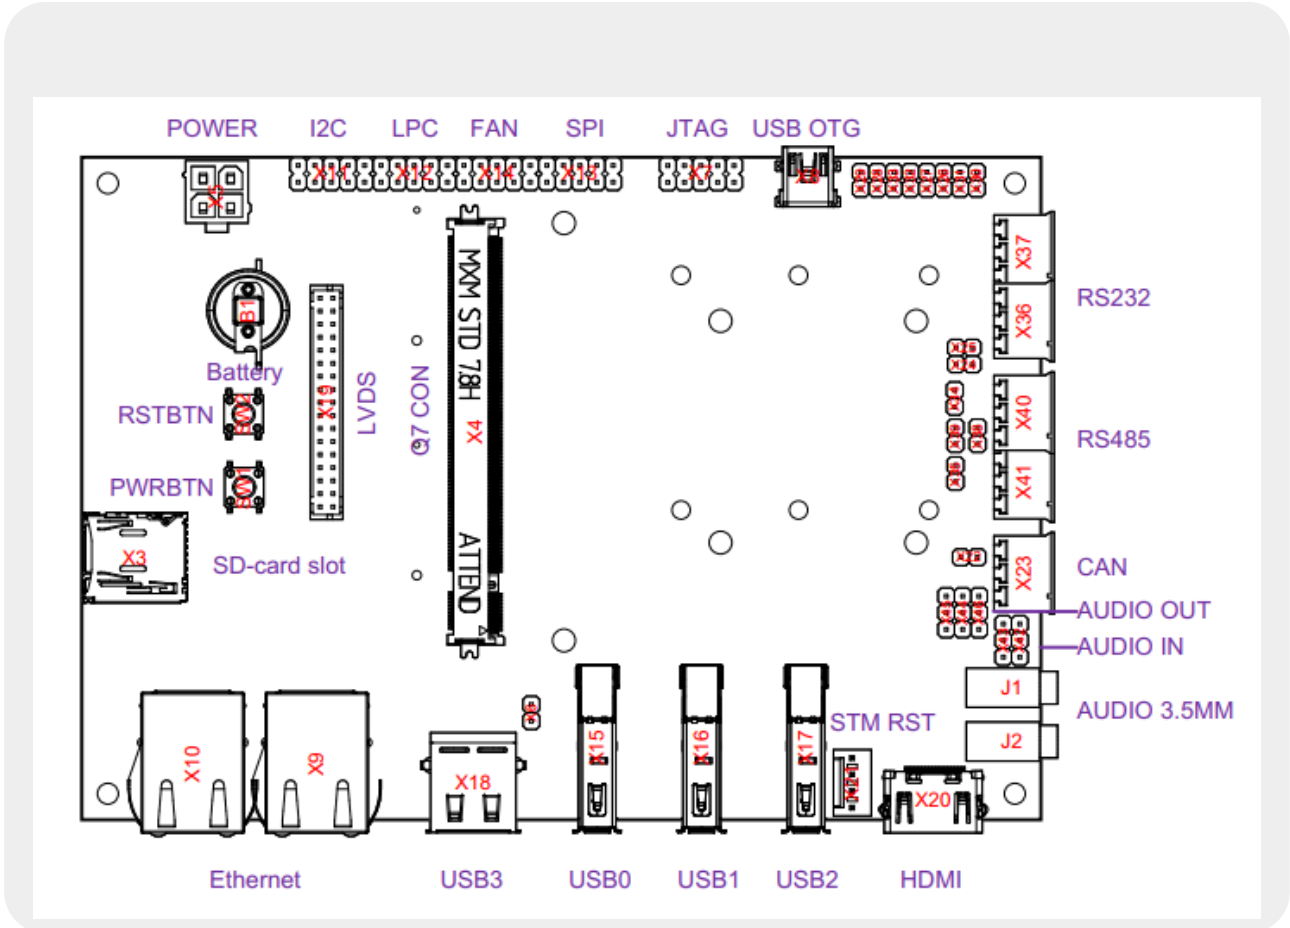 POWER I2C LPC FAN SPI JTAG USB OTG
X5 X11 X12 X14 X13 X7
X37
RS232
X36
B1
MXM STD 7.8H
Battery
RSTBTN SW2 X19 LVDS Q7 CON X4 X40
RS485
PWRBTN SW1 X41
X3 SD-card slot ATTEND X23 CAN
AUDIO OUT
AUDIO IN
J1
AUDIO 3.5MM
STM RST
J2
X10 X9 X18 X15 X16 X17 X21 X20
Ethernet USB3 USB0 USB1 USB2 HDMI